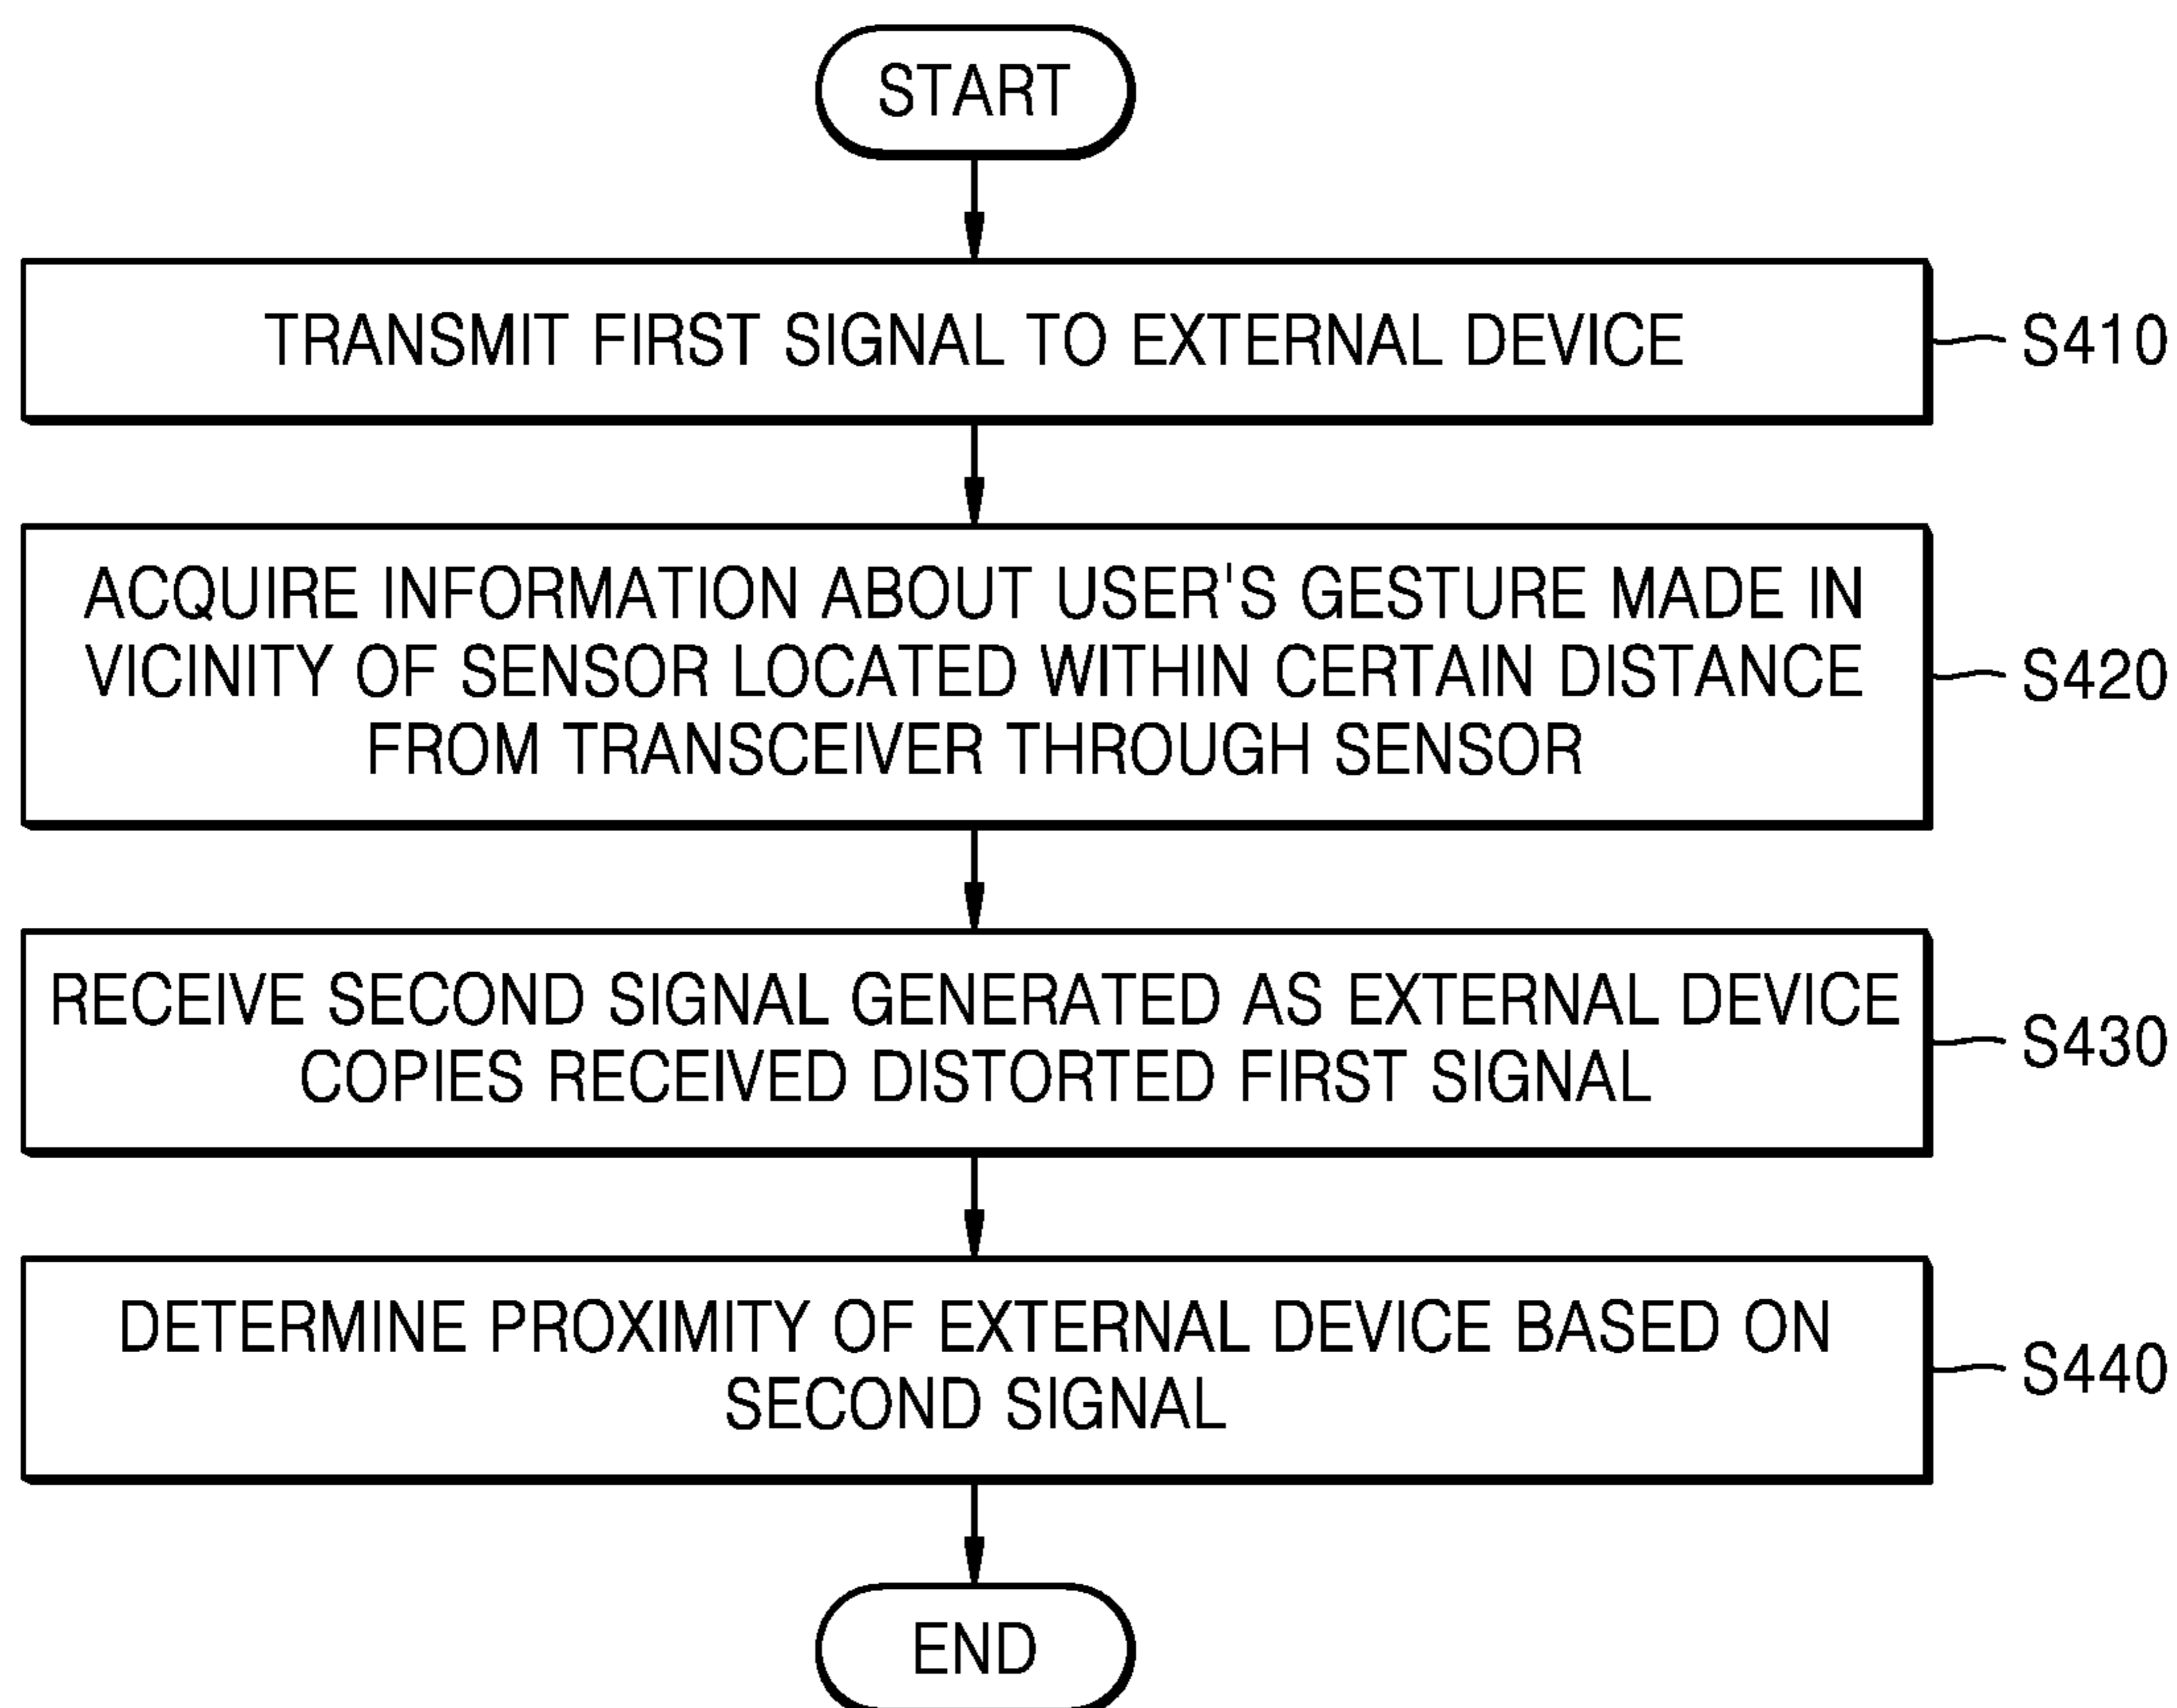 START
TRANSMIT FIRST SIGNAL TO EXTERNAL DEVICE
S410
ACQUIRE INFORMATION ABOUT USER'S GESTURE MADE IN
VICINITY OF SENSOR LOCATED WITHIN CERTAIN DISTANCE
FROM TRANSCEIVER THROUGH SENSOR
S420
RECEIVE SECOND SIGNAL GENERATED AS EXTERNAL DEVICE
COPIES RECEIVED DISTORTED FIRST SIGNAL
S430
DETERMINE PROXIMITY OF EXTERNAL DEVICE BASED ON
SECOND SIGNAL
S440
END